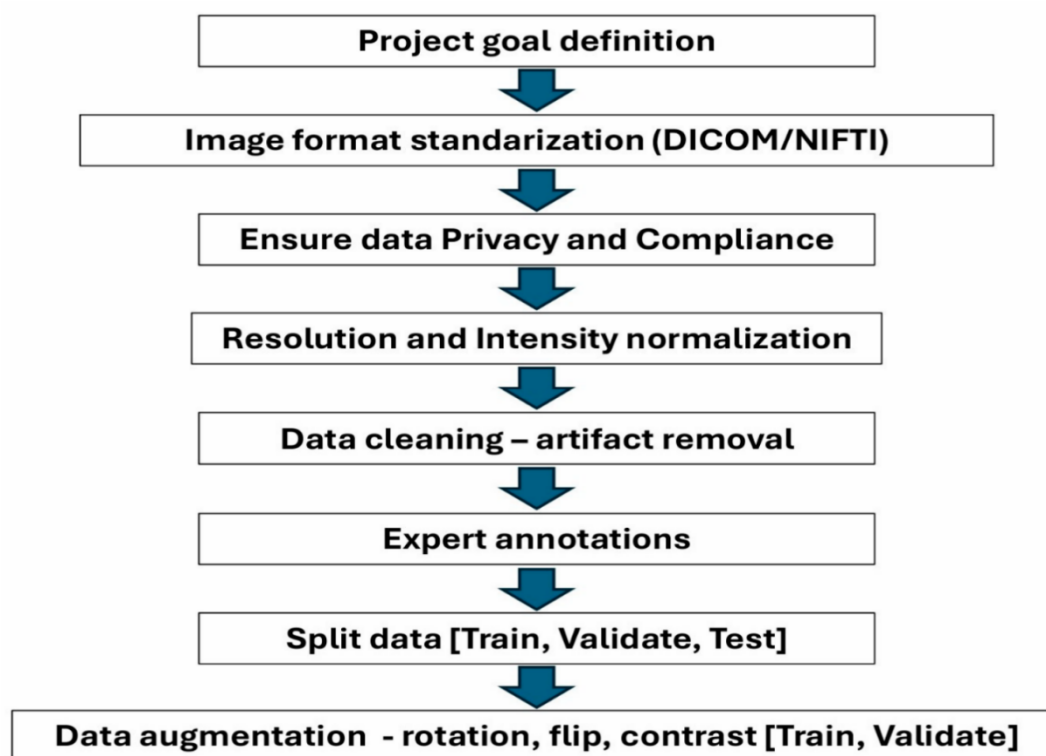 Project goal definition
Image format standarization (DICOM/NIFTI)
Ensure data Privacy and Compliance
Resolution and Intensity normalization
Data cleaning – artifact removal
Expert annotations
Split data [Train, Validate, Test]
Data augmentation - rotation, flip, contrast [Train, Validate]